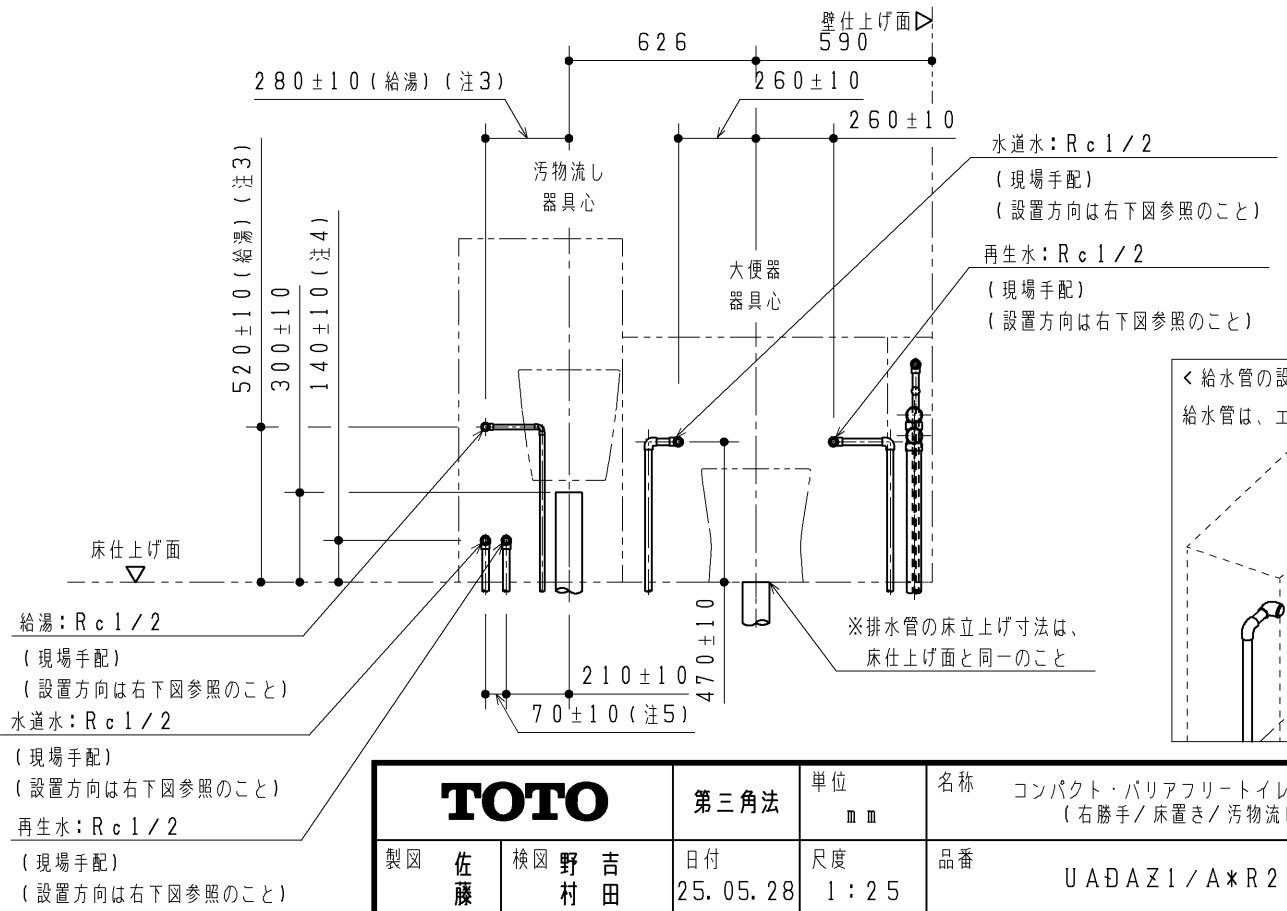 壁仕上げ面
626
590
280±10(給湯)(注3)
260±10
260±10
水道水:Rc1/2
(現場手配)
(設置方向は右下図参照のこと)
汚物流し
器具心
520±10(給湯)(注3)
300±10
140±10(注4)
大便器
器具心
再生水:Rc1/2
(現場手配)
(設置方向は右下図参照のこと)
<給水管の設
給水管は、エ
床仕上げ面
給湯:Rc1/2
(現場手配)
(設置方向は右下図参照のこと)
470±10
※排水管の床立上げ寸法は、
床仕上げ面と同一のこと
210±10
70±10(注5)
水道水:Rc1/2
(現場手配)
(設置方向は右下図参照のこと)
再生水:Rc1/2
(現場手配)
(設置方向は右下図参照のこと)
TOTO
第三角法
単位
mm
名称
コンパクト・バリアフリートイレ
(右勝手/床置き/汚物流し
製図 佐藤
検図 野村 吉田
日付
25.05.28
尺度
1:25
品番
UADAZ1/A*R2